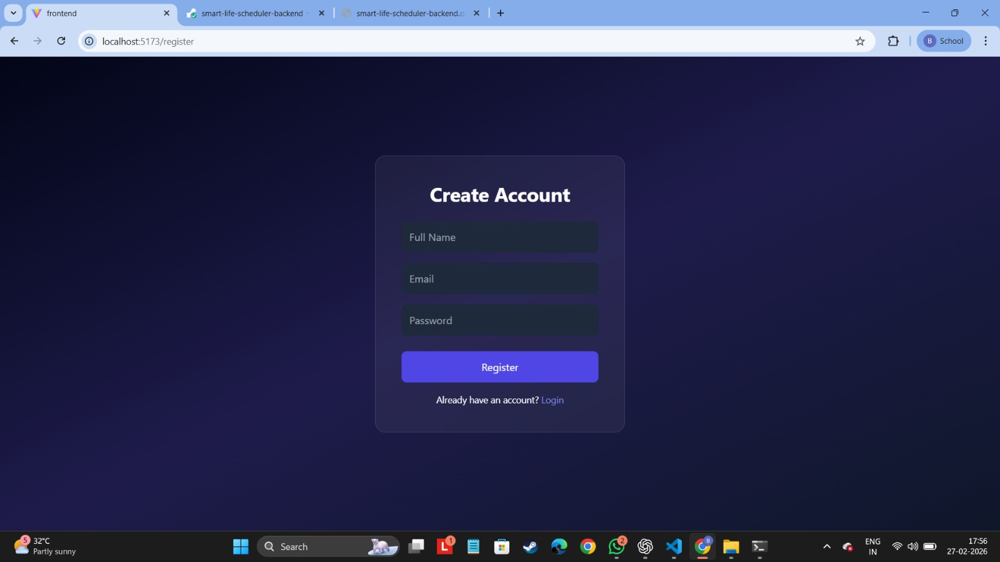 frontend
smart-life-scheduler-backend
smart-life-scheduler-backend.o
localhost:5173/register
B School
Create Account
Full Name
Email
Password
Register
Already have an account? Login
5
32°C
Partly sunny
Search
L 1
2
B
ENG
IN
17:56
27-02-2026